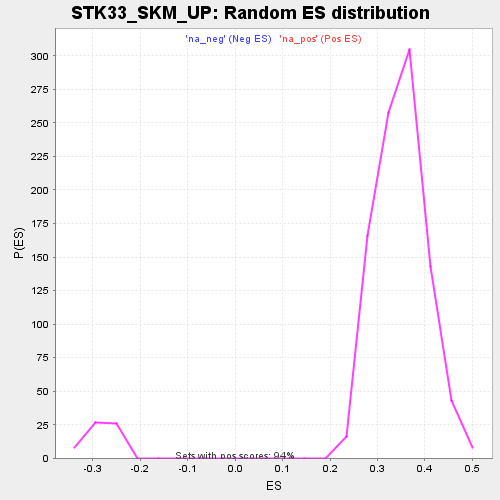 STK33_SKM_UP: Random ES distribution
'na_neg' (Neg ES) 'na_pos' (Pos ES)
300
275
250
225
200
175
150
125
100
75
50
25
0
P(ES)
Sets with pos scores: 94%
-0.3 -0.2 -0.1 0.0 0.1 0.2 0.3 0.4 0.5
ES